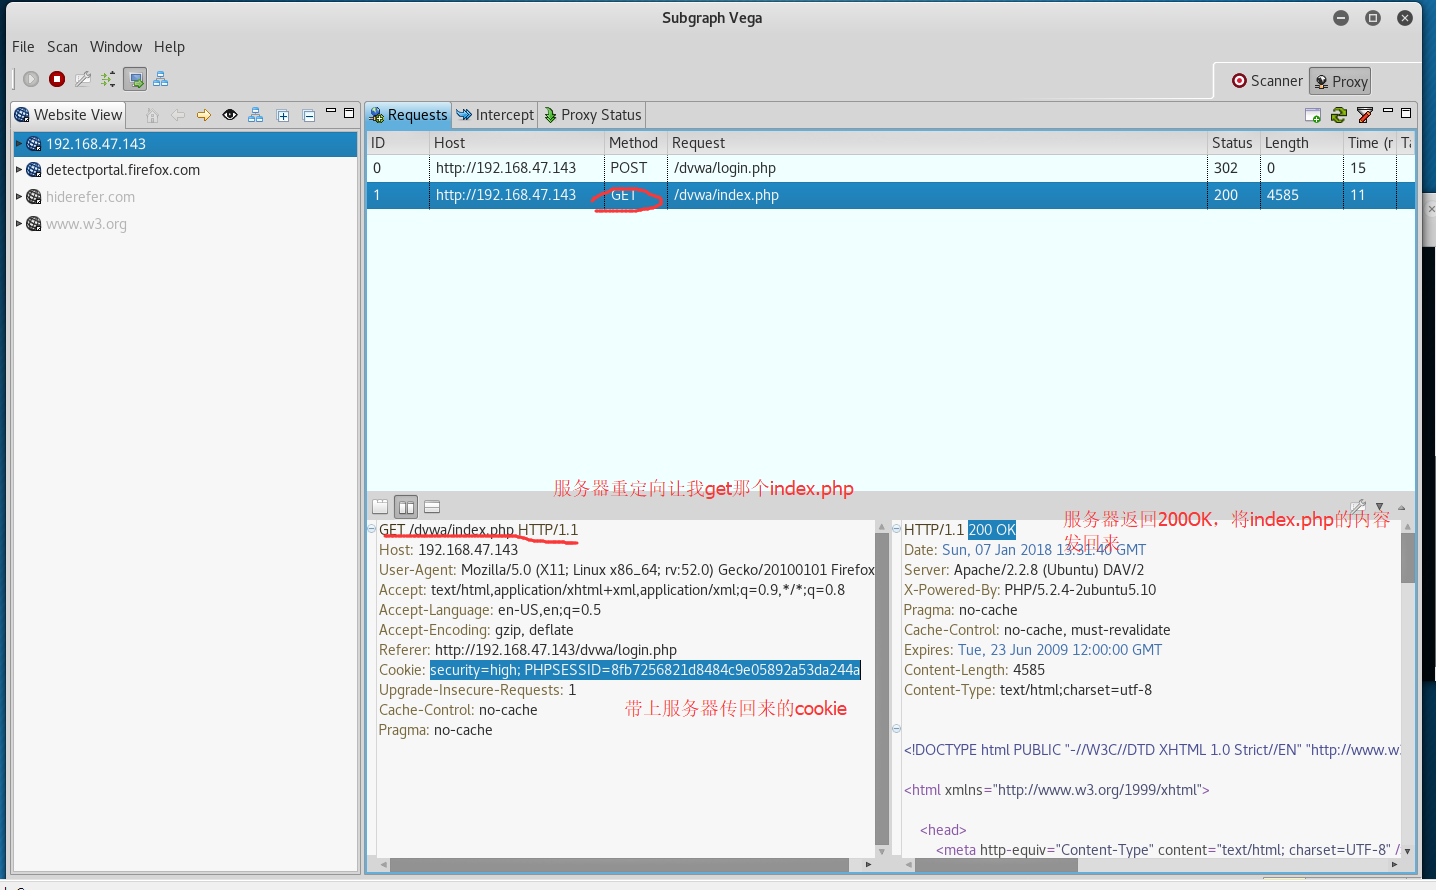 Subgraph Vega
File Scan Window Help
Scanner Proxy
Website View
192.168.47.143
detectportal.firefox.com
hiderefer.com
www.w3.org
Requests Intercept Proxy Status
ID Host Method Request Status Length Time (r Ta
0 http://192.168.47.143 POST /dvwa/login.php 302 0 15
1 http://192.168.47.143 GET /dvwa/index.php 200 4585 11
服务器重定向让我get那个index.php
GET /dvwa/index.php HTTP/1.1
Host: 192.168.47.143
User-Agent: Mozilla/5.0 (X11; Linux x86_64; rv:52.0) Gecko/20100101 Firefox
Accept: text/html,application/xhtml+xml,application/xml;q=0.9,*/*;q=0.8
Accept-Language: en-US,en;q=0.5
Accept-Encoding: gzip, deflate
Referer: http://192.168.47.143/dvwa/login.php
Cookie: security=high; PHPSESSID=8fb7256821d8484c9e05892a53da244a
Upgrade-Insecure-Requests: 1
Cache-Control: no-cache
Pragma: no-cache
带上服务器传回来的cookie
服务器返回200OK，将index.php的内容
发回来
HTTP/1.1 200 OK
Date: Sun, 07 Jan 2018 13:31:40 GMT
Server: Apache/2.2.8 (Ubuntu) DAV/2
X-Powered-By: PHP/5.2.4-2ubuntu5.10
Pragma: no-cache
Cache-Control: no-cache, must-revalidate
Expires: Tue, 23 Jun 2009 12:00:00 GMT
Content-Length: 4585
Content-Type: text/html;charset=utf-8
<!DOCTYPE html PUBLIC "-//W3C//DTD XHTML 1.0 Strict//EN" "http://www.w3
<html xmlns="http://www.w3.org/1999/xhtml">
<head>
<meta http-equiv="Content-Type" content="text/html; charset=UTF-8" /